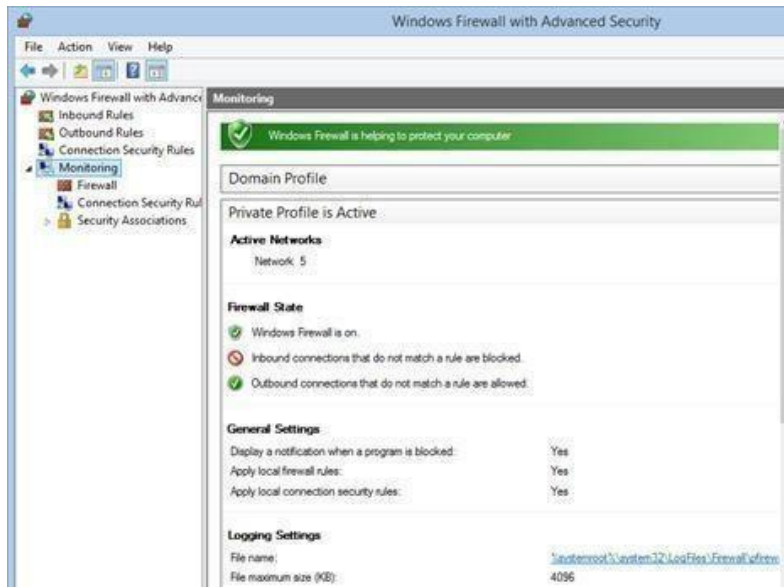 Windows Firewall with Advanced Security
File Action View Help
Windows Firewall with Advance
Monitoring
Inbound Rules
Outbound Rules
Connection Security Rules
Monitoring
Firewall
Connection Security Rul
Security Associations
Windows Firewall is helping to protect your computer
Domain Profile
Private Profile is Active
Active Networks
Network 5
Firewall State
Windows Firewall is on.
Inbound connections that do not match a rule are blocked.
Outbound connections that do not match a rule are allowed.
General Settings
Display a notification when a program is blocked: Yes
Apply local firewall rules: Yes
Apply local connection security rules: Yes
Logging Settings
File name: %systemroot%\system32\LogFiles\Firewall\pfirew
File maximum size (KB): 4096